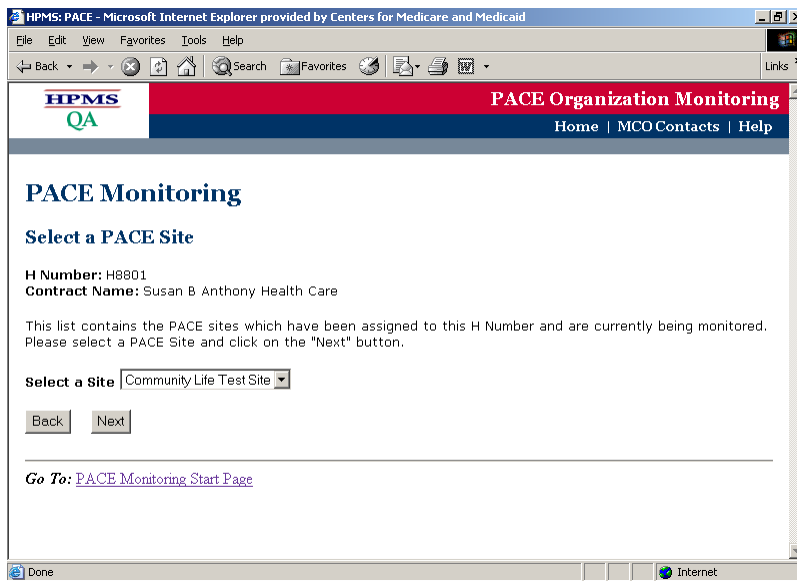 HPMS: PACE - Microsoft Internet Explorer provided by Centers for Medicare and Medicaid
File Edit View Favorites Tools Help
Back Search Favorites Links
HPMS
QA
PACE Organization Monitoring
Home | MCO Contacts | Help
PACE Monitoring
Select a PACE Site
H Number: H8801
Contract Name: Susan B Anthony Health Care
This list contains the PACE sites which have been assigned to this H Number and are currently being monitored.
Please select a PACE Site and click on the "Next" button.
Select a Site Community Life Test Site
Back Next
Go To: PACE Monitoring Start Page
Done Internet